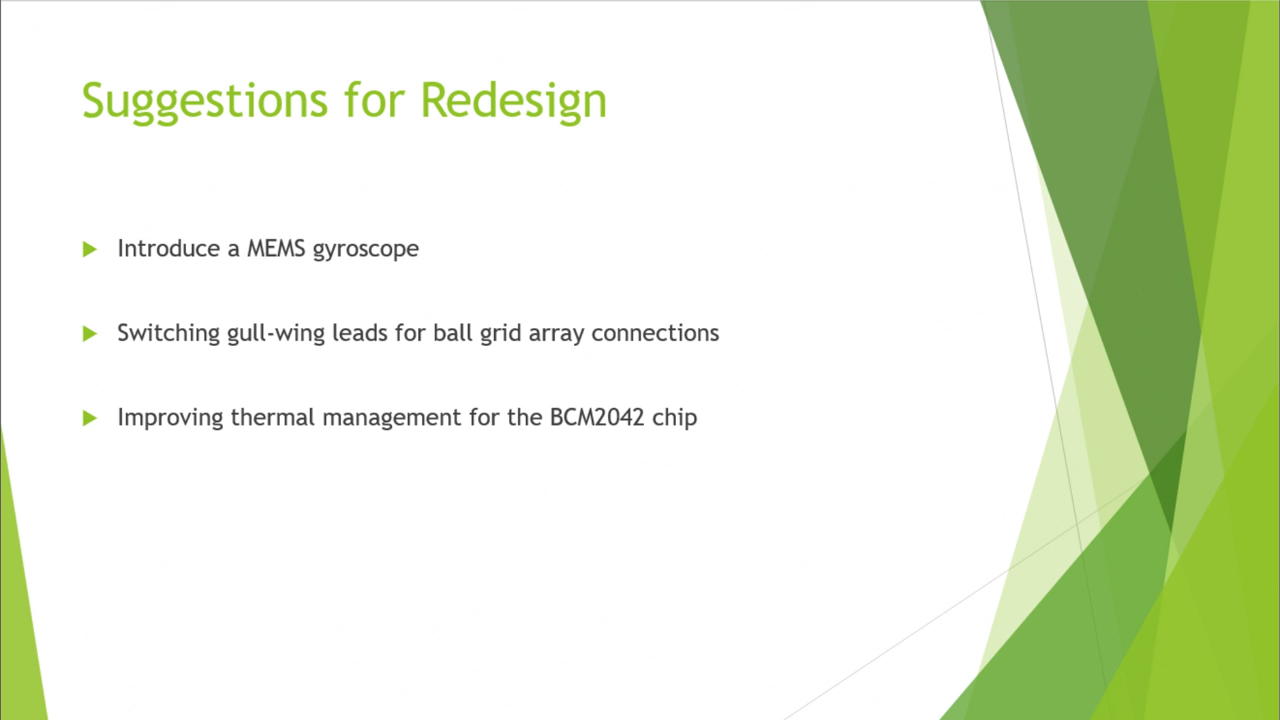 Suggestions for Redesign
Introduce a MEMS gyroscope
Switching gull-wing leads for ball grid array connections
Improving thermal management for the BCM2042 chip